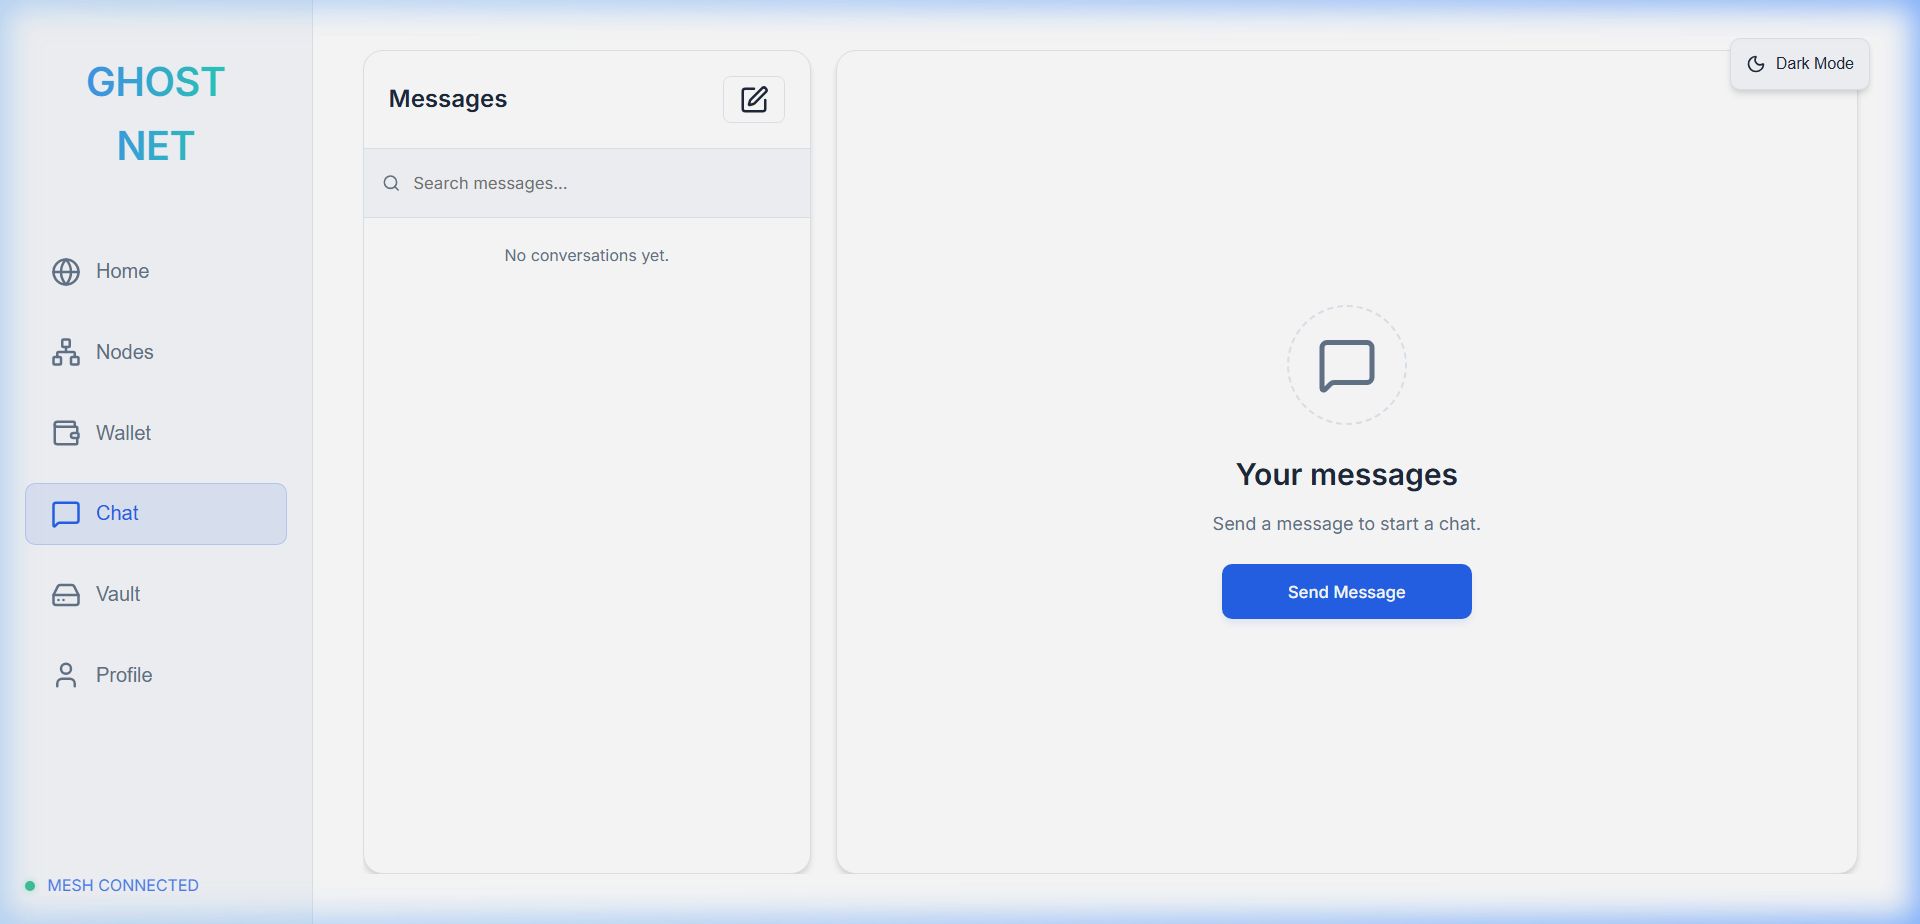 GHOST
NET
Home
Nodes
Wallet
Chat
Vault
Profile
MESH CONNECTED
Messages
Search messages...
No conversations yet.
Dark Mode
Your messages
Send a message to start a chat.
Send Message